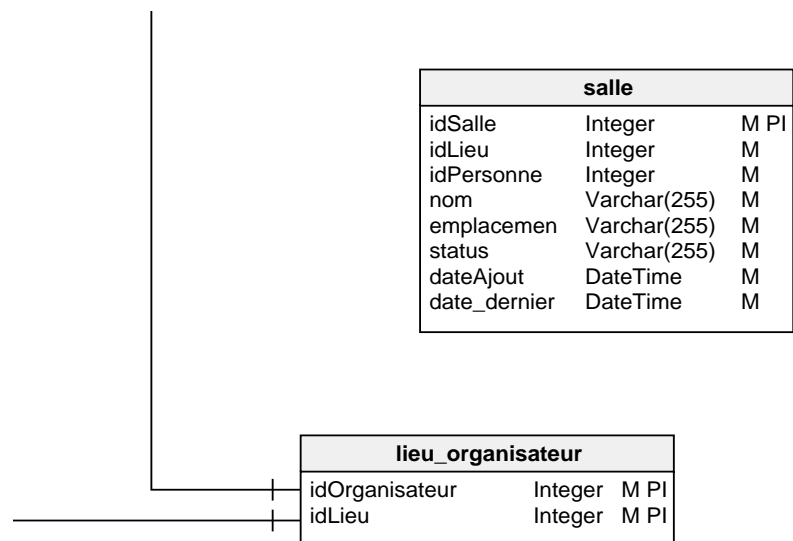 salle
idSalle Integer M PI
idLieu Integer M
idPersonne Integer M
nom Varchar(255) M
emplacemen Varchar(255) M
status Varchar(255) M
dateAjout DateTime M
date_dernier DateTime M
lieu_organisateur
idOrganisateur Integer M PI
idLieu Integer M PI